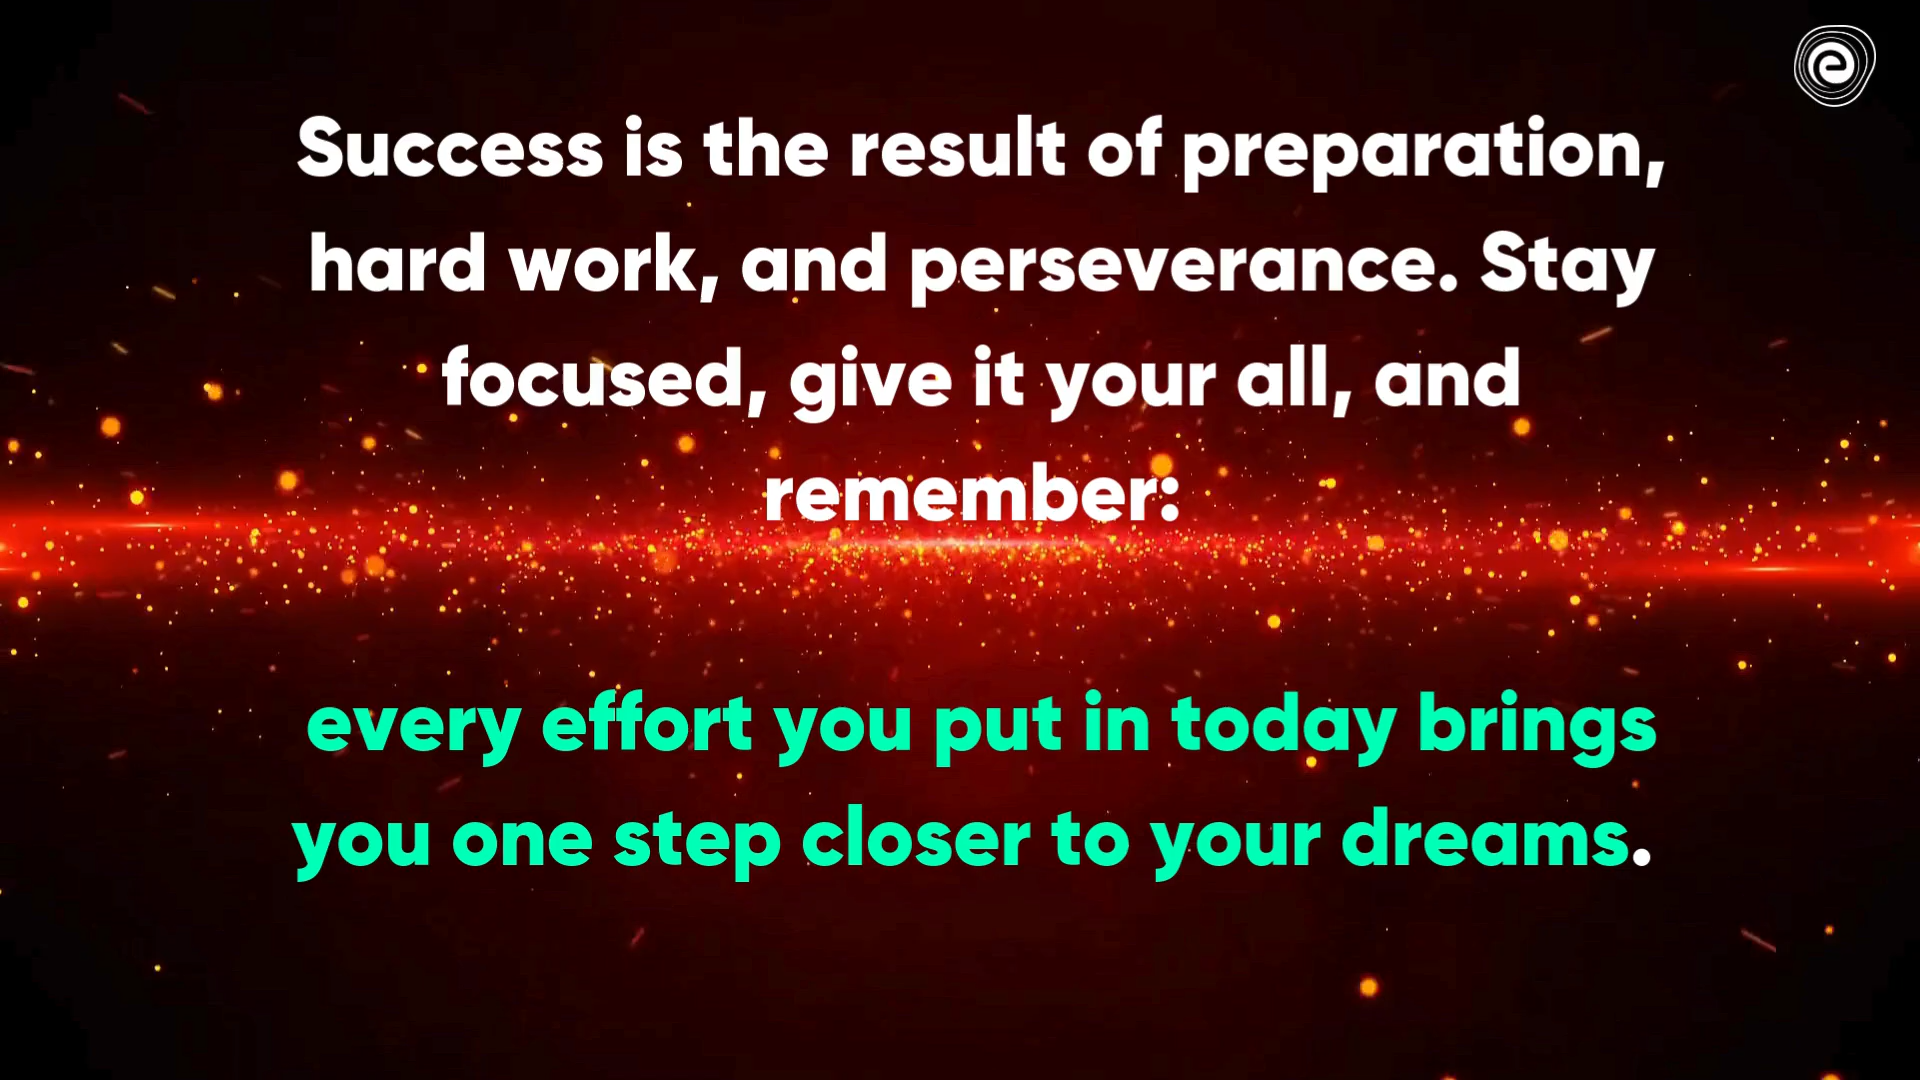 e
Success is the result of preparation,
hard work, and perseverance. Stay
focused, give it your all, and
remember:
every effort you put in today brings
you one step closer to your dreams.